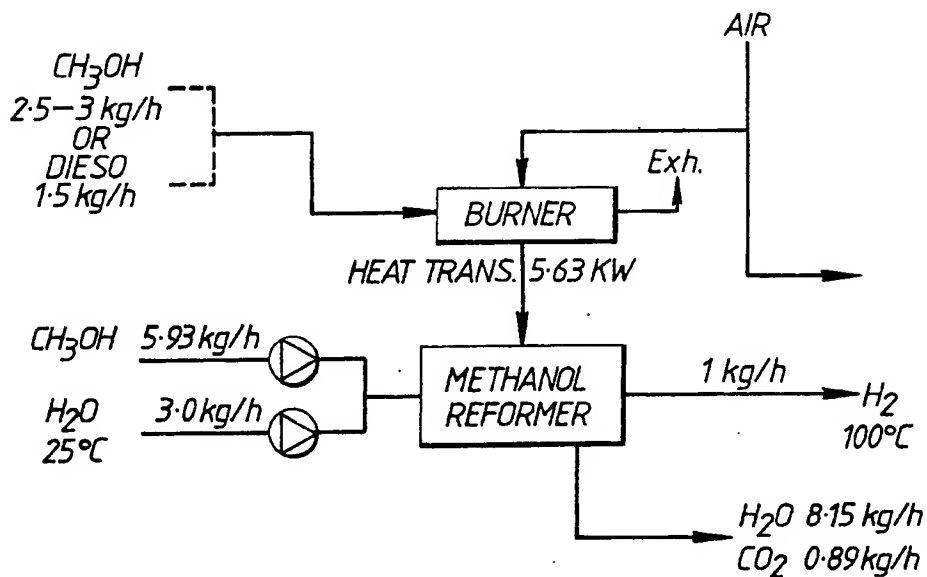 AIR
CH3OH
2·5-3 kg/h
OR
DIESO
1·5 kg/h
Exh.
BURNER
HEAT TRANS. 5·63 KW
CH3OH 5·93 kg/h
H2O 3·0 kg/h
25°C
METHANOL
REFORMER
1 kg/h
H2
100°C
H2O 8·15 kg/h
CO2 0·89 kg/h